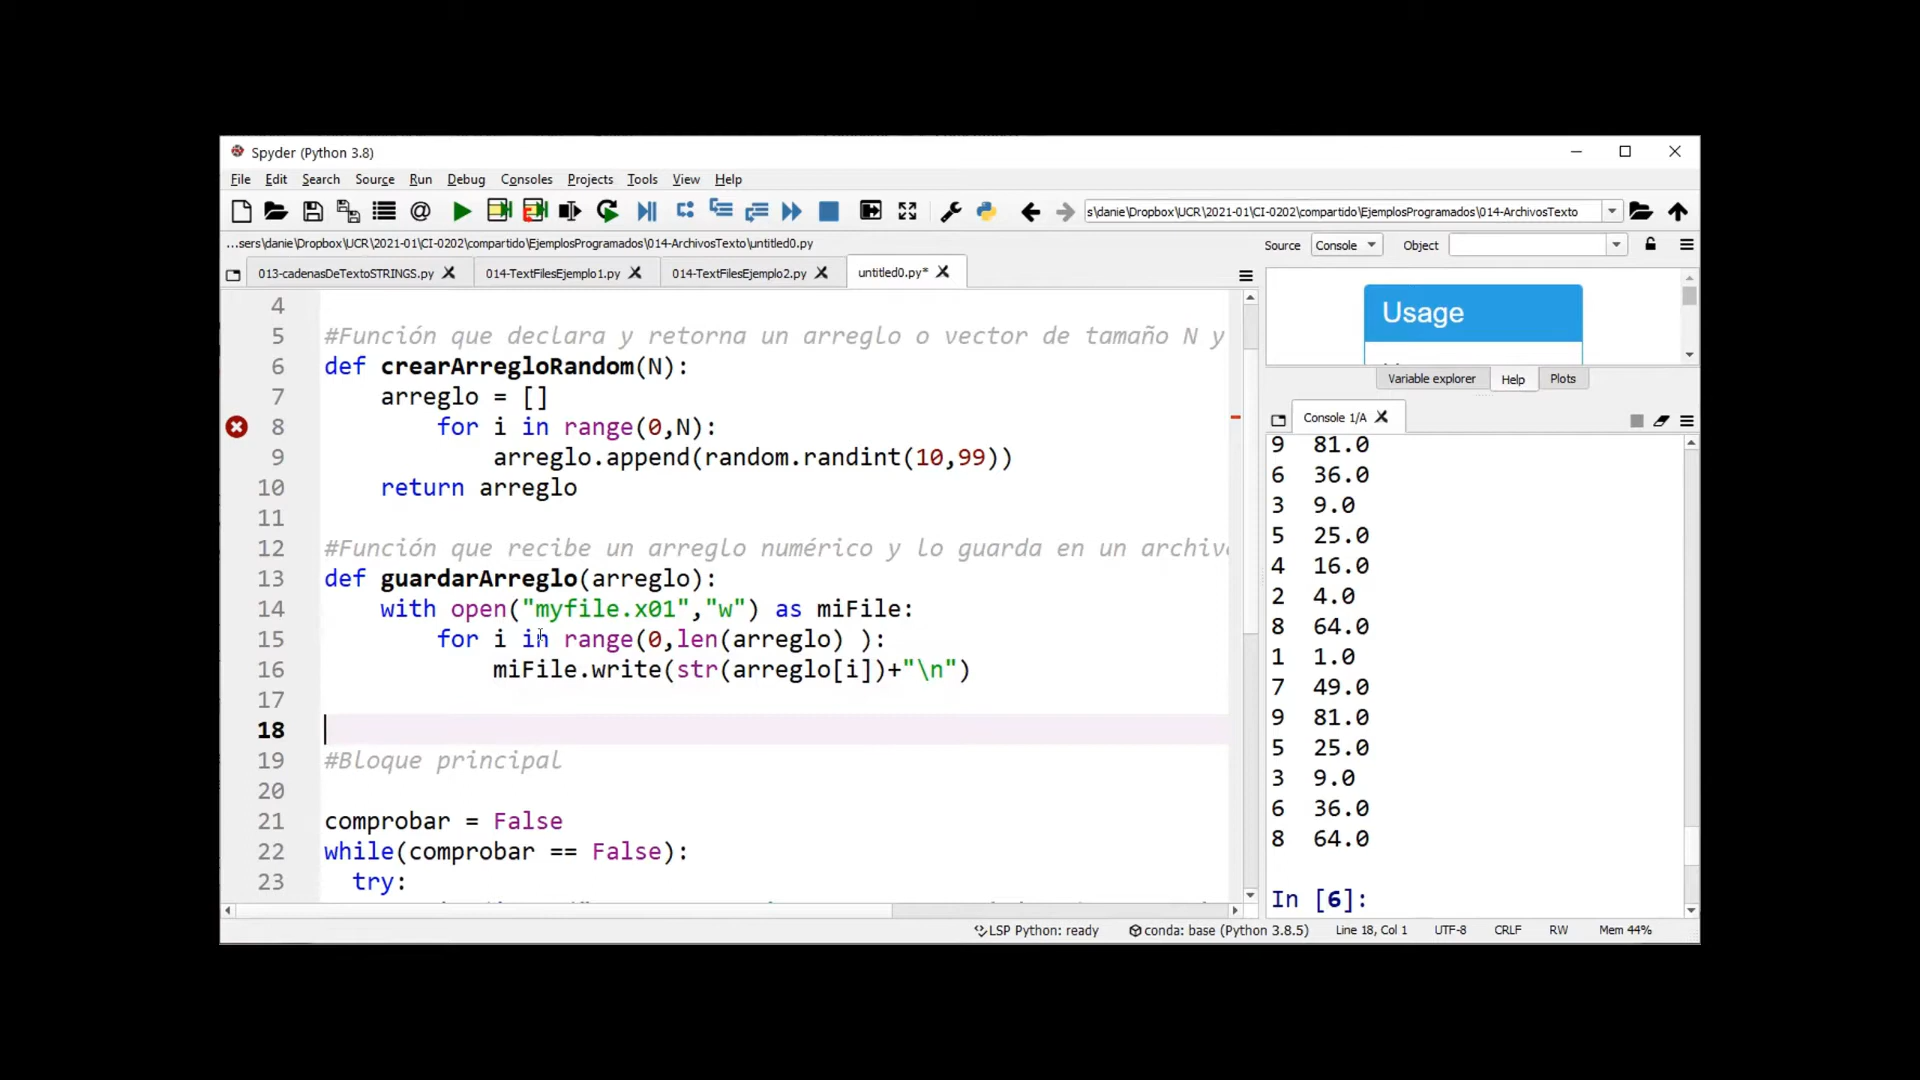 Spyder (Python 3.8)
File Edit Search Source Run Debug Consoles Projects Tools View Help
s\danie\Dropbox\UCR\2021-01\CI-0202\compartido\EjemplosProgramados\014-ArchivosTexto
...sers\danie\Dropbox\UCR\2021-01\CI-0202\compartido\EjemplosProgramados\014-ArchivosTexto\untitled0.py
Source Console Object
013-cadenasDeTextoSTRINGS.py 014-TextFilesEjemplo1.py 014-TextFilesEjemplo2.py untitled0.py*
4
5 #Función que declara y retorna un arreglo o vector de tamaño N y
6 def crearArregloRandom(N):
7 arreglo = []
8 for i in range(0,N):
9 arreglo.append(random.randint(10,99))
10 return arreglo
11
12 #Función que recibe un arreglo numérico y lo guarda en un archiv
13 def guardarArreglo(arreglo):
14 with open("myfile.x01","w") as miFile:
15 for i in range(0,len(arreglo) ):
16 miFile.write(str(arreglo[i])+"\n")
17
18
19 #Bloque principal
20
21 comprobar = False
22 while(comprobar == False):
23 try:
Usage
Variable explorer Help Plots
Console 1/A
9 81.0
6 36.0
3 9.0
5 25.0
4 16.0
2 4.0
8 64.0
1 1.0
7 49.0
9 81.0
5 25.0
3 9.0
6 36.0
8 64.0
In [6]:
LSP Python: ready conda: base (Python 3.8.5) Line 18, Col 1 UTF-8 CRLF RW Mem 44%